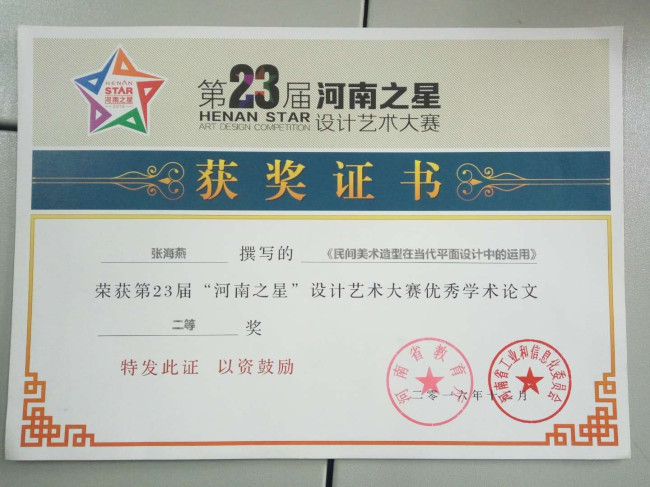 HENAN
STAR
河南之星
第23届河南之星
HENAN STAR 设计艺术大赛
ART DESIGN COMPETITION
获奖证书
张海燕 撰写的 《民间美术造型在当代平面设计中的运用》
荣获第23届“河南之星”设计艺术大赛优秀学术论文
二等 奖
特发此证 以资鼓励
河南省教育厅
河南省工业和信息化委员会
二零一六年十 月